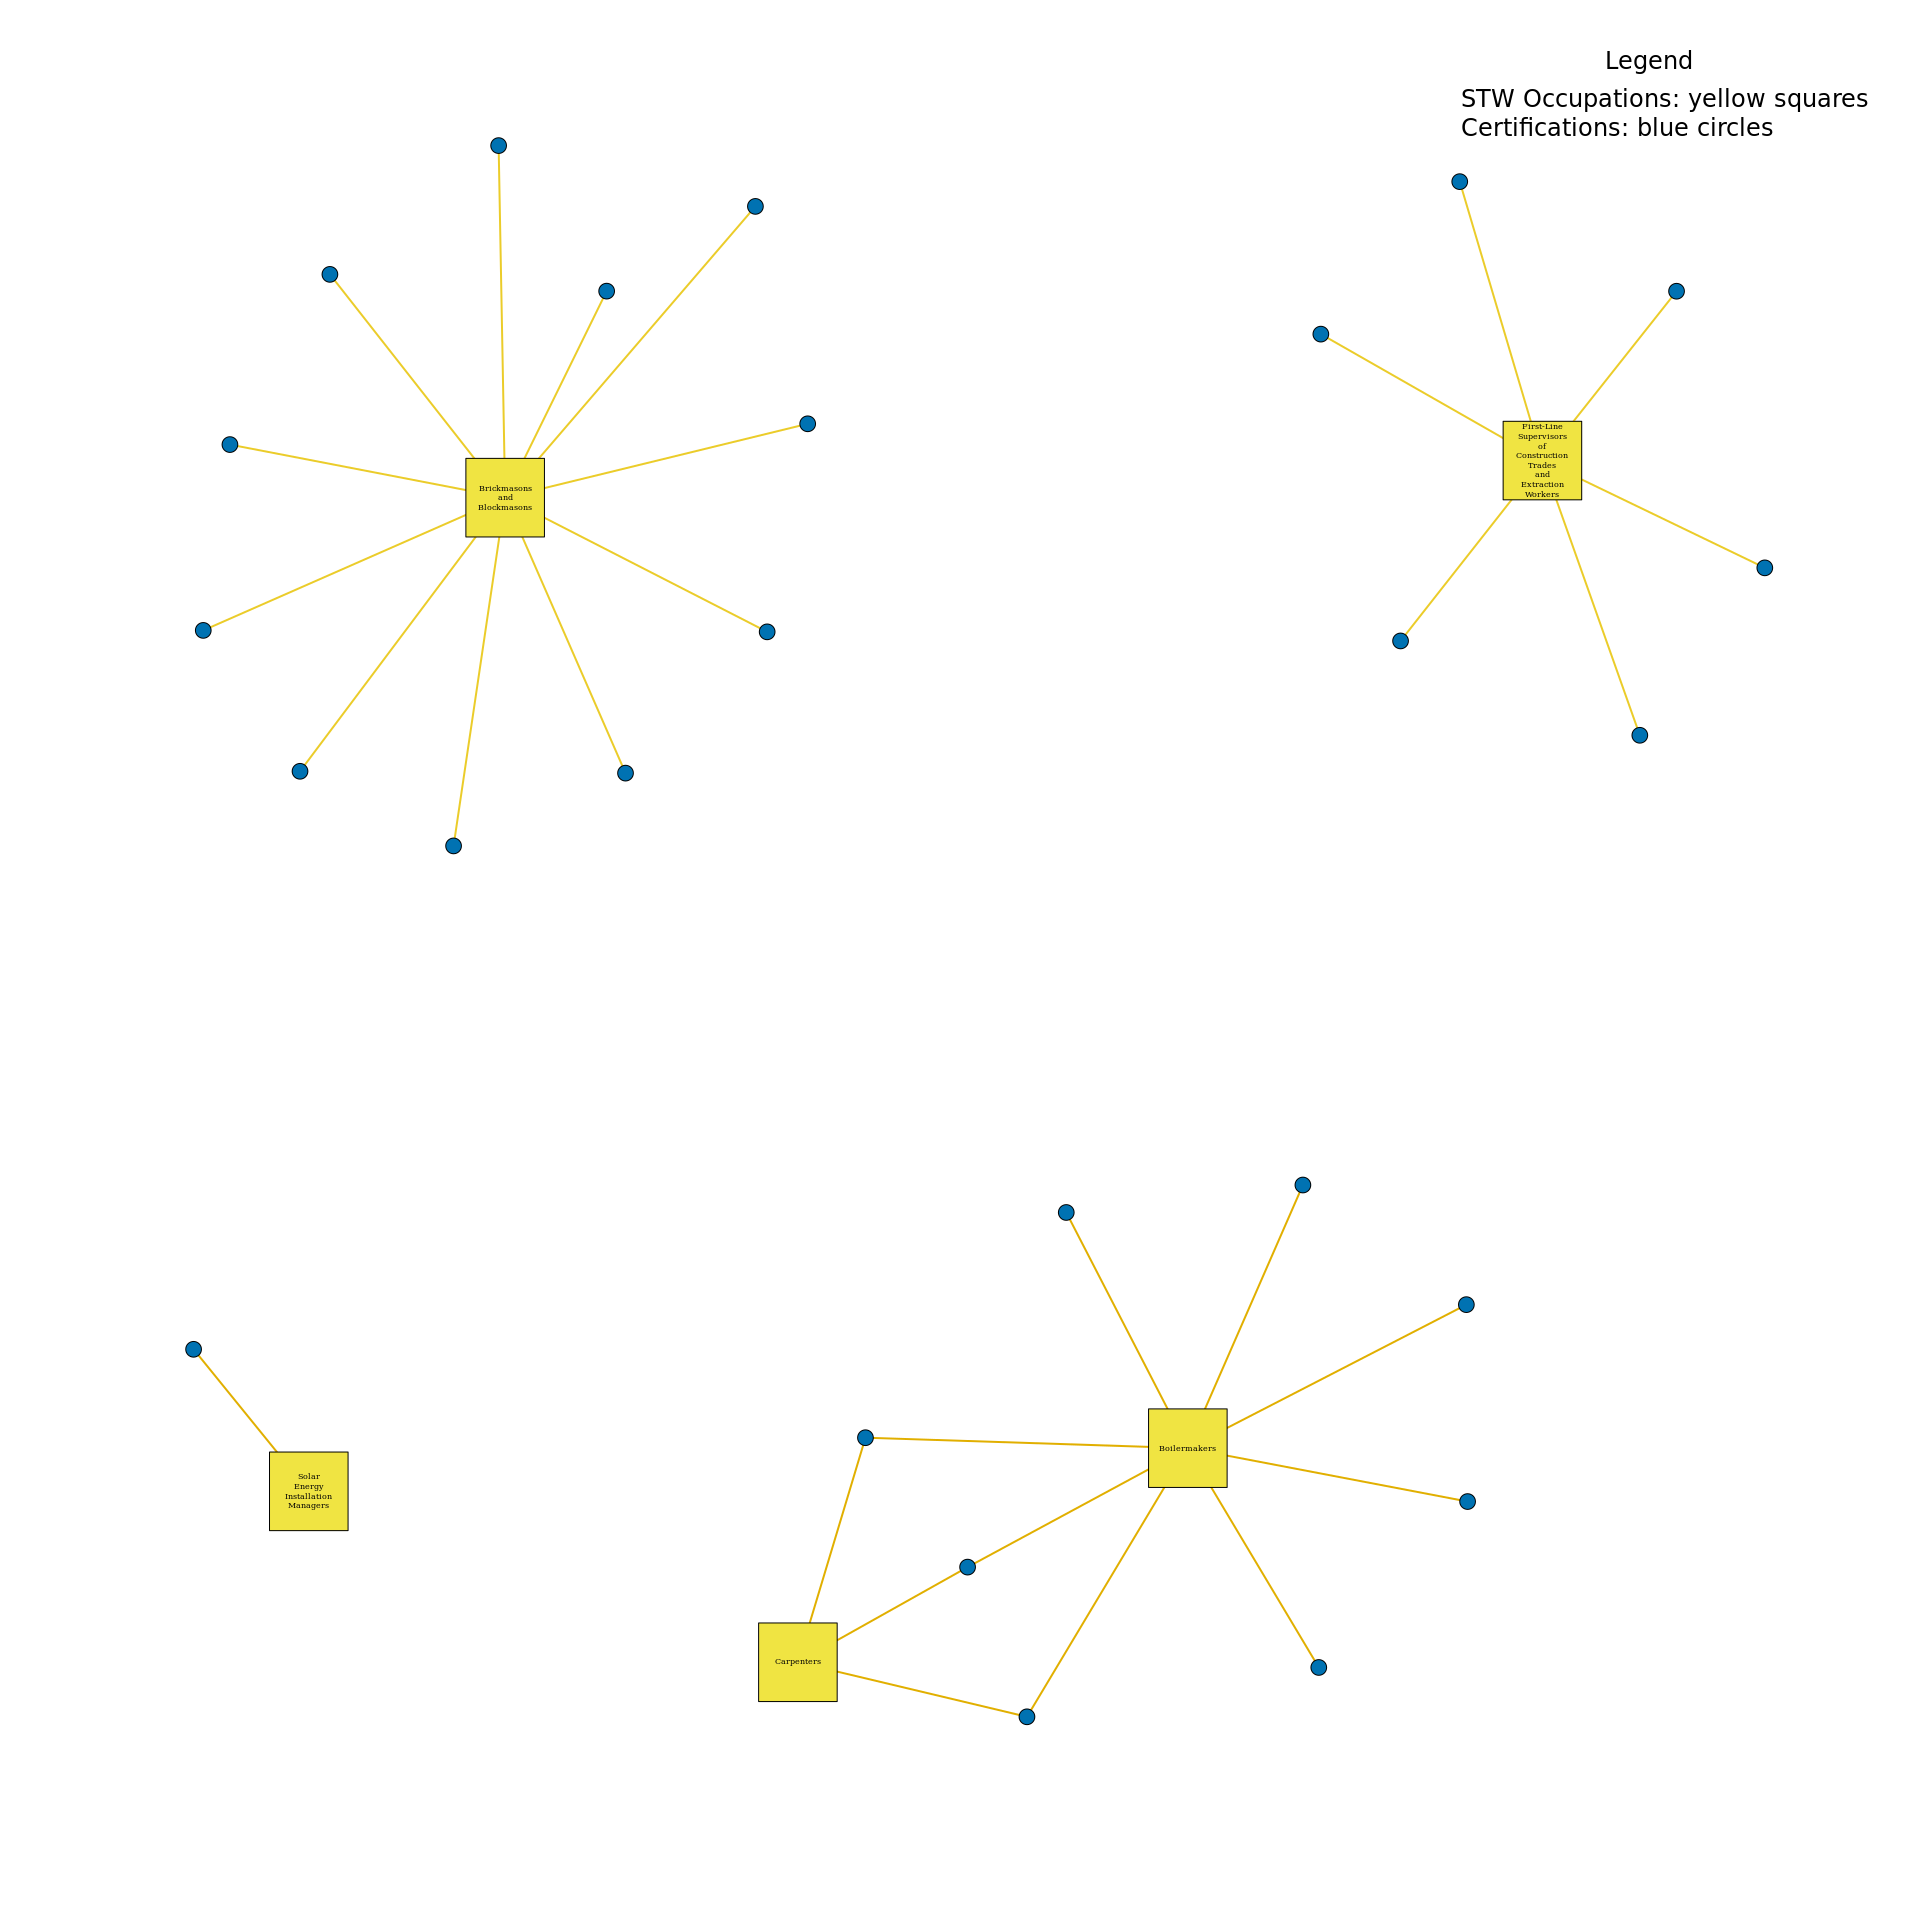 Legend
STW Occupations: yellow squares
Certifications: blue circles
Brickmasons
and
Blockmasons
First-Line
Supervisors
of
Construction
Trades
and
Extraction
Workers
Solar
Energy
Installation
Managers
Boilermakers
Carpenters